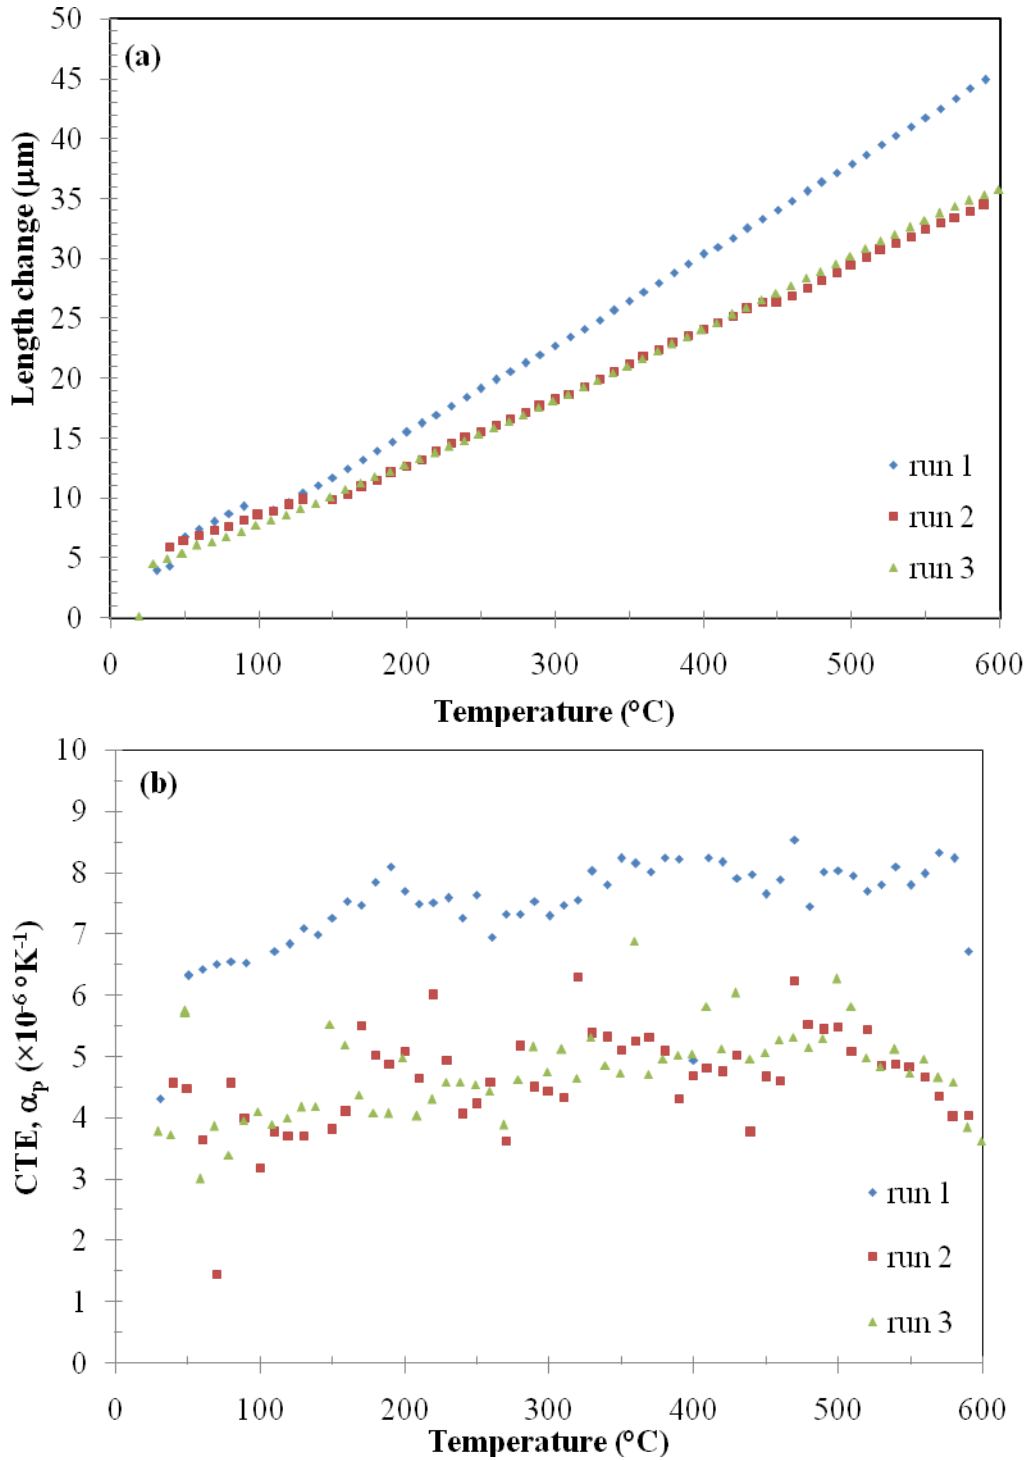 (a)
Length change (μm)
50
45
40
35
30
25
20
15
10
5
0
run 1
run 2
run 3
0 100 200 300 400 500 600
Temperature (°C)
(b)
CTE, αp (×10⁻⁶ °K⁻¹)
10
9
8
7
6
5
4
3
2
1
0
run 1
run 2
run 3
0 100 200 300 400 500 600
Temperature (°C)